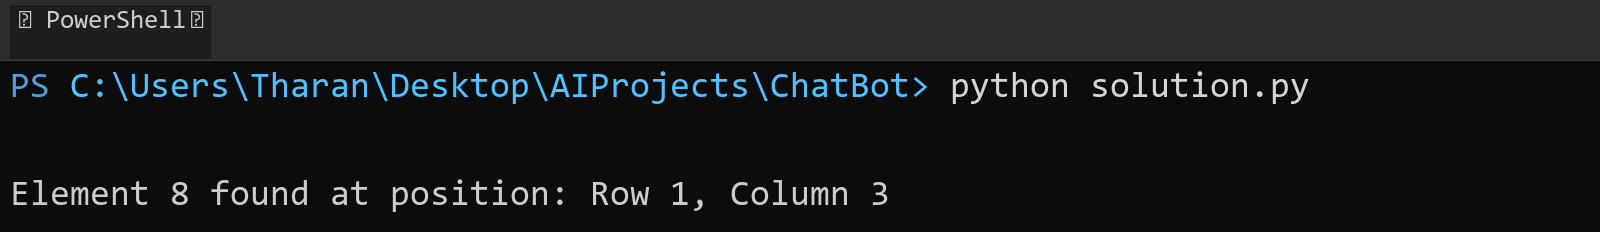 PowerShell
PS C:\Users\Tharan\Desktop\AIProjects\ChatBot> python solution.py
Element 8 found at position: Row 1, Column 3